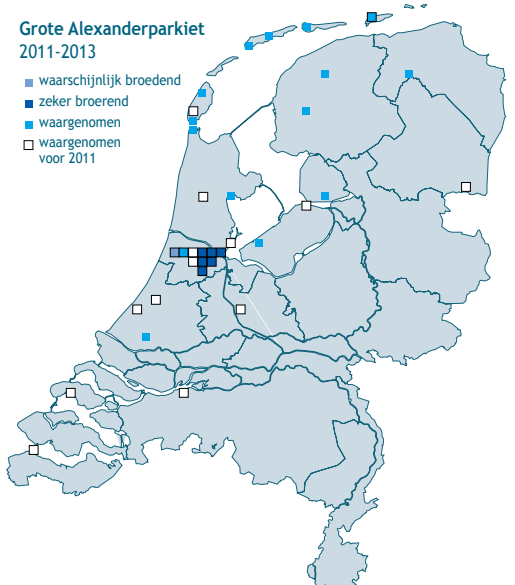 Grote Alexanderparkiet
2011-2013
waarschijnlijk broedend
zeker broerend
waargenomen
waargenomen
voor 2011